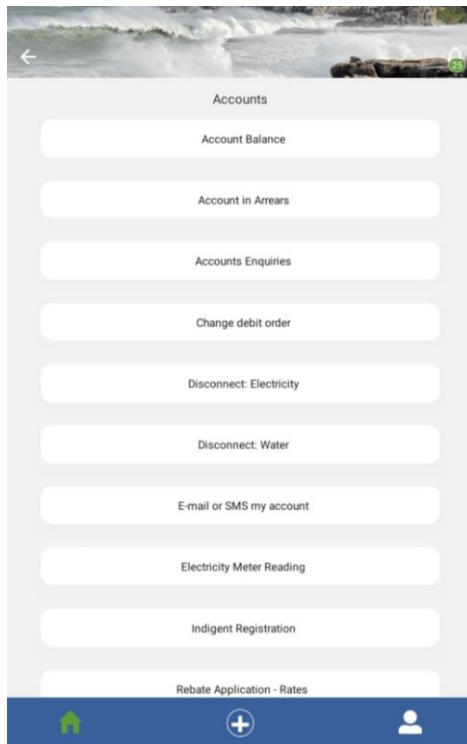 25
Accounts
Account Balance
Account in Arrears
Accounts Enquiries
Change debit order
Disconnect: Electricity
Disconnect: Water
E-mail or SMS my account
Electricity Meter Reading
Indigent Registration
Rebate Application - Rates